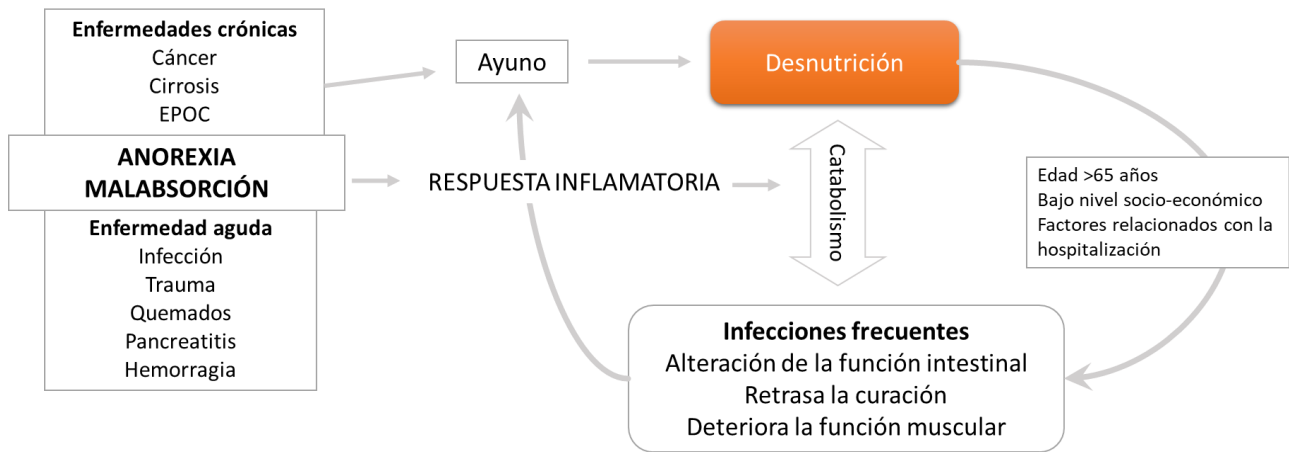 Enfermedades crónicas
Cáncer
Cirrosis
EPOC
ANOREXIA
MALABSORCIÓN
Enfermedad aguda
Infección
Trauma
Quemados
Pancreatitis
Hemorragia
Ayuno
RESPUESTA INFLAMATORIA
Desnutrición
Catabolismo
Edad >65 años
Bajo nivel socio-económico
Factores relacionados con la
hospitalización
Infecciones frecuentes
Alteración de la función intestinal
Retrasa la curación
Deteriora la función muscular